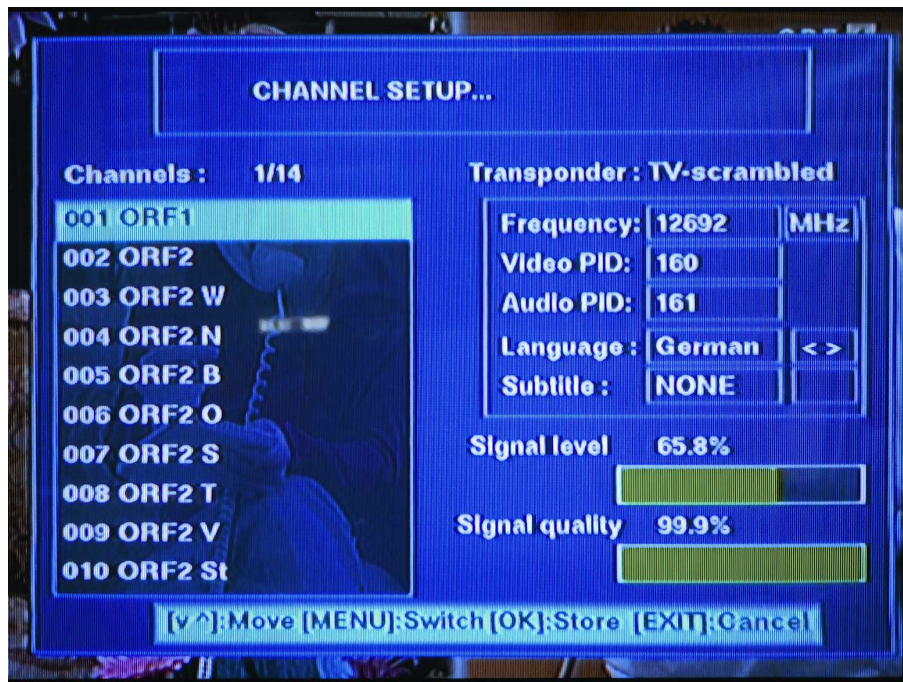 ORF
CHANNEL SETUP...
Channels : 1/14
001 ORF1
002 ORF2
003 ORF2 W
004 ORF2 N
005 ORF2 B
006 ORF2 O
007 ORF2 S
008 ORF2 T
009 ORF2 V
010 ORF2 St
Transponder : TV-scrambled
Frequency: 12692 MHz
Video PID: 160
Audio PID: 161
Language : German < >
Subtitle : NONE
Signal level 65.8%
Signal quality 99.9%
[v ^]:Move [MENU]:Switch [OK]:Store [EXIT]:Cancel